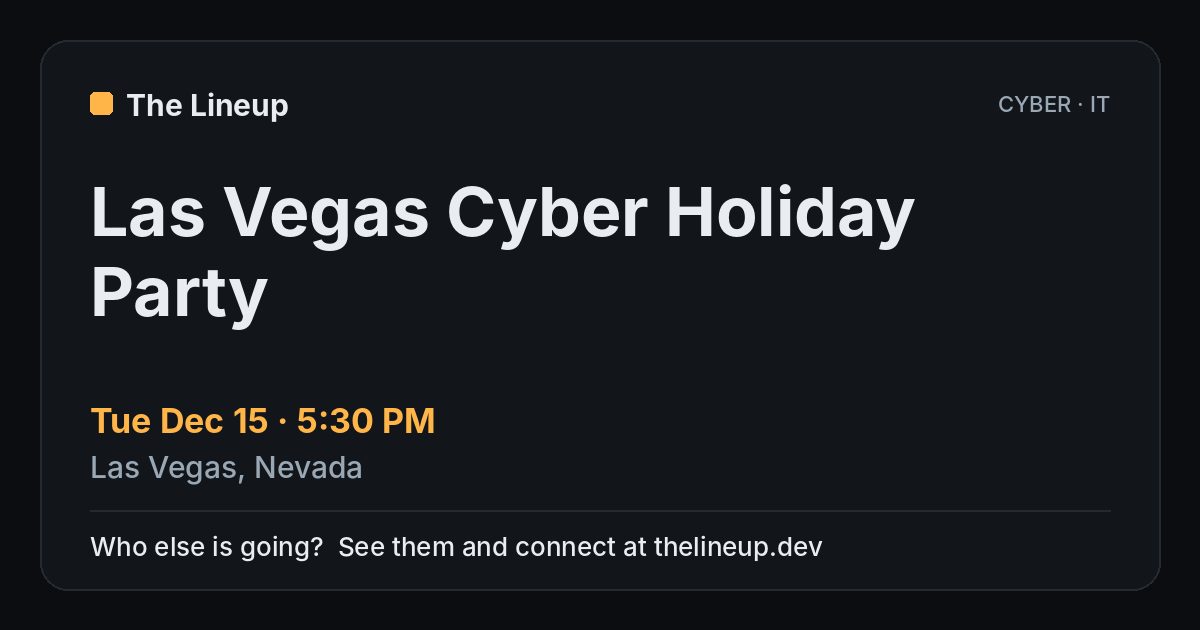 The Lineup
CYBER · IT
Las Vegas Cyber Holiday
Party
Tue Dec 15 · 5:30 PM
Las Vegas, Nevada
Who else is going? See them and connect at thelineup.dev